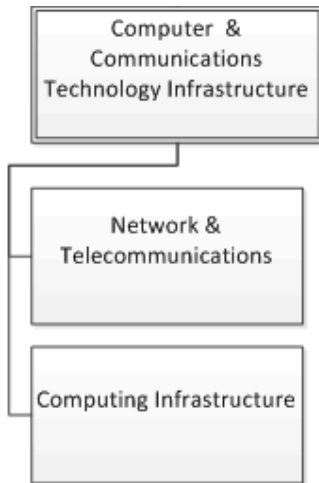 Computer &
Communications
Technology Infrastructure
Network &
Telecommunications
Computing Infrastructure